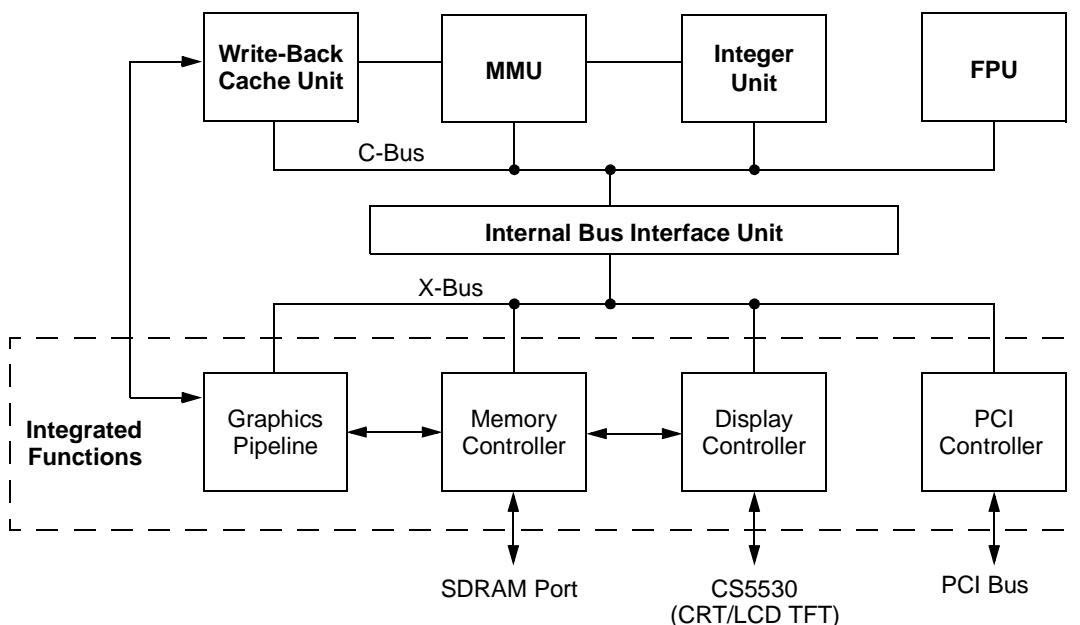 Write-Back
Cache Unit
MMU
Integer
Unit
FPU
C-Bus
Internal Bus Interface Unit
X-Bus
Integrated
Functions
Graphics
Pipeline
Memory
Controller
Display
Controller
PCI
Controller
SDRAM Port
CS5530
(CRT/LCD TFT)
PCI Bus